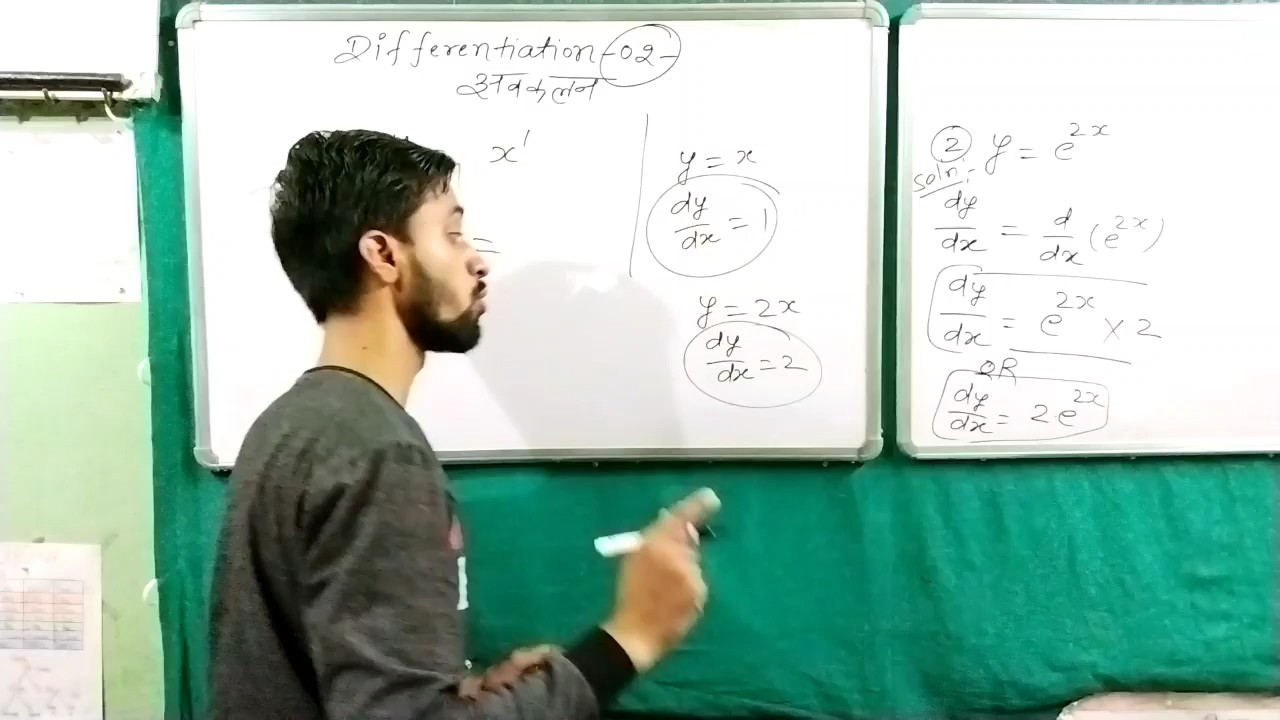 Differentiation-02-
अवकलन
x¹
=
y = x
dy/dx = 1
y = 2x
dy/dx = 2
② y = e^2x
Soln:-
dy/dx = d/dx (e^2x)
dy/dx = e^2x × 2
OR
dy/dx = 2·e^2x